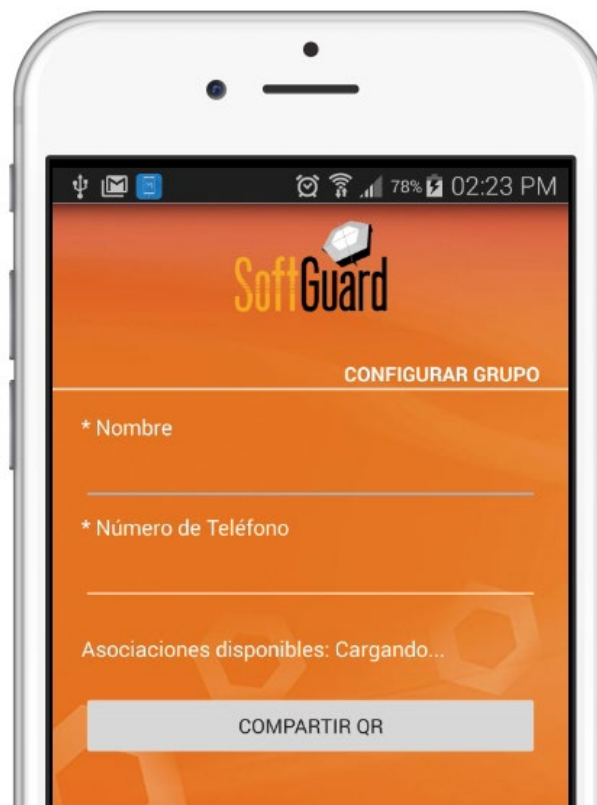 78% 02:23 PM
SoftGuard
CONFIGURAR GRUPO
* Nombre
* Número de Teléfono
Asociaciones disponibles: Cargando...
COMPARTIR QR